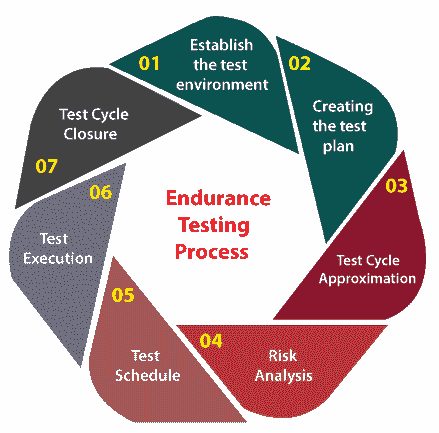 01
Establish
the test
environment
02
Creating
the test
plan
03
Test Cycle
Approximation
04
Risk
Analysis
05
Test
Schedule
06
Test
Execution
07
Test Cycle
Closure
Endurance
Testing
Process